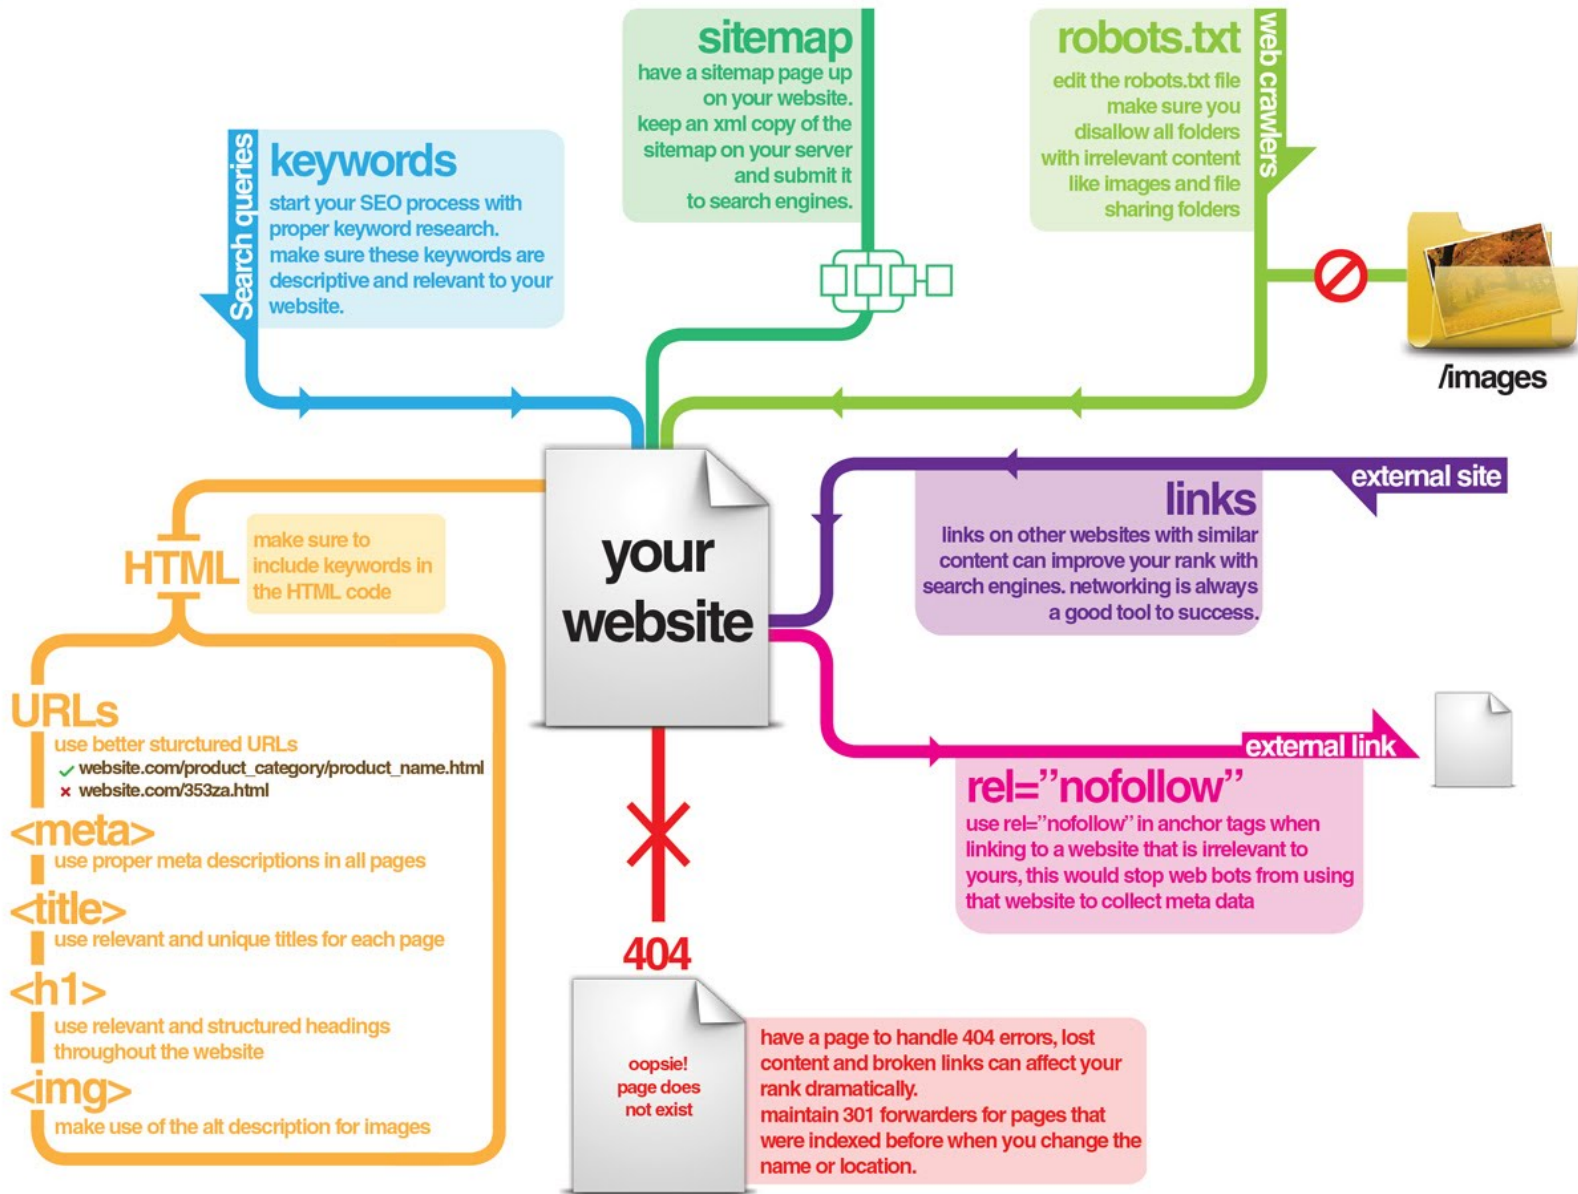 sitemap
have a sitemap page up
on your website.
keep an xml copy of the
sitemap on your server
and submit it
to search engines.
robots.txt
edit the robots.txt file
make sure you
disallow all folders
with irrelevant content
like images and file
sharing folders
web crawlers
/images
Search queries
keywords
start your SEO process with
proper keyword research.
make sure these keywords are
descriptive and relevant to your
website.
your
website
external site
links
links on other websites with similar
content can improve your rank with
search engines. networking is always
a good tool to success.
external link
rel=”nofollow”
use rel=”nofollow” in anchor tags when
linking to a website that is irrelevant to
yours, this would stop web bots from using
that website to collect meta data
HTML
make sure to
include keywords in
the HTML code
URLs
use better sturctured URLs
website.com/product_category/product_name.html
website.com/353za.html
<meta>
use proper meta descriptions in all pages
<title>
use relevant and unique titles for each page
<h1>
use relevant and structured headings
throughout the website
<img>
make use of the alt description for images
404
oopsie!
page does
not exist
have a page to handle 404 errors, lost
content and broken links can affect your
rank dramatically.
maintain 301 forwarders for pages that
were indexed before when you change the
name or location.